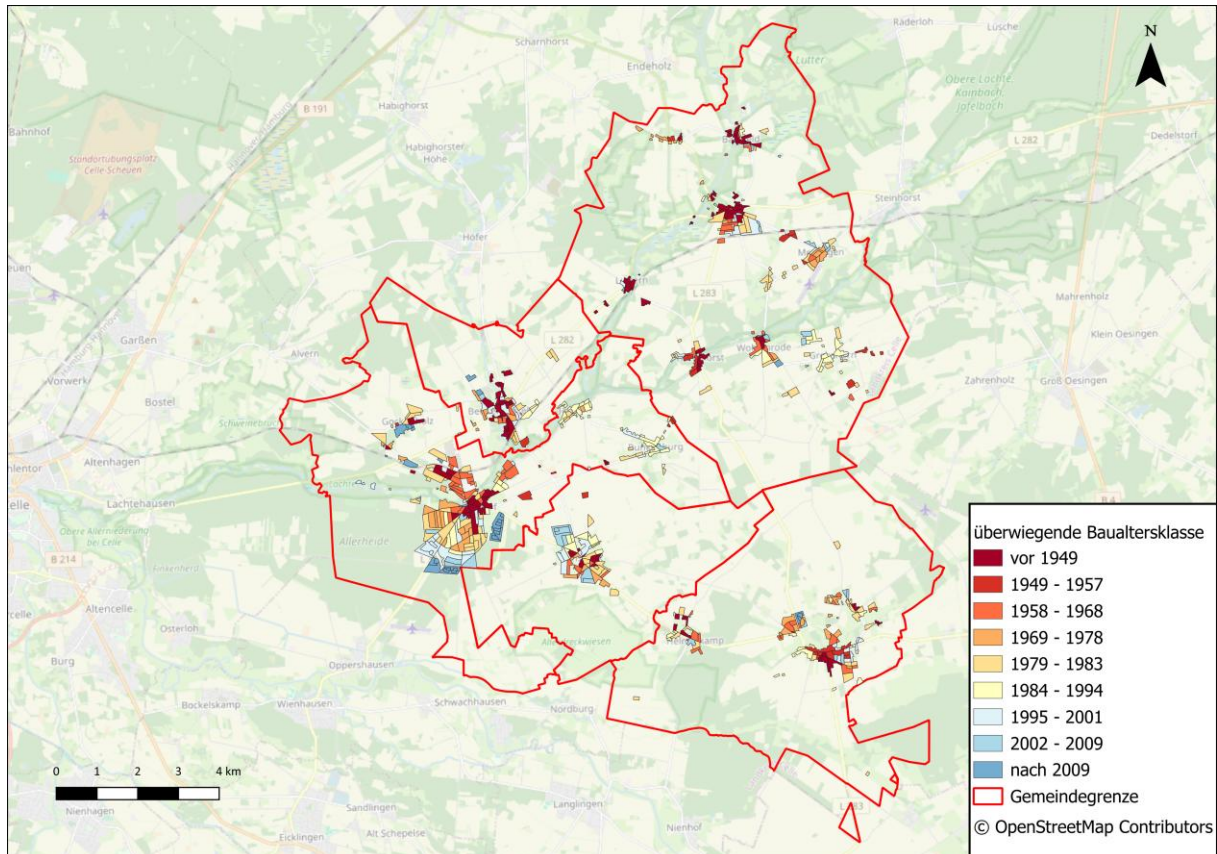 Räderloh
Lüsche
Scharnhorst
N
Endeholz
Lutter
Obere Lachte,
Kainbach,
Jafelbach
B 191
Habighorst
Bahnhof
Dedelstorf
Standortübungsplatz
Celle Scheuen
Habighorster
Höhe
L 282
Steinhorst
Höfer
L 283
Mahrenholz
Garßen
Klein Oesingen
Alvern
L 282
Vorwerk
Zahrenholz
Groß Oesingen
Bostel
Altenhagen
Lachtehausen
B 4
Obere Allerniederung
bei Celle
Allerheide
B 214
Finkenherd
Altencelle
Osterloh
Burg
Oppershausen
Bockelskamp
Wienhausen
Schwachhausen
Nordburg
0 1 2 3 4 km
Sandlingen
Langlingen
Nienhagen
Alt Schepelse
Nienhof
Eicklingen
überwiegende Baualtersklasse
vor 1949
1949 - 1957
1958 - 1968
1969 - 1978
1979 - 1983
1984 - 1994
1995 - 2001
2002 - 2009
nach 2009
Gemeindegrenze
© OpenStreetMap Contributors